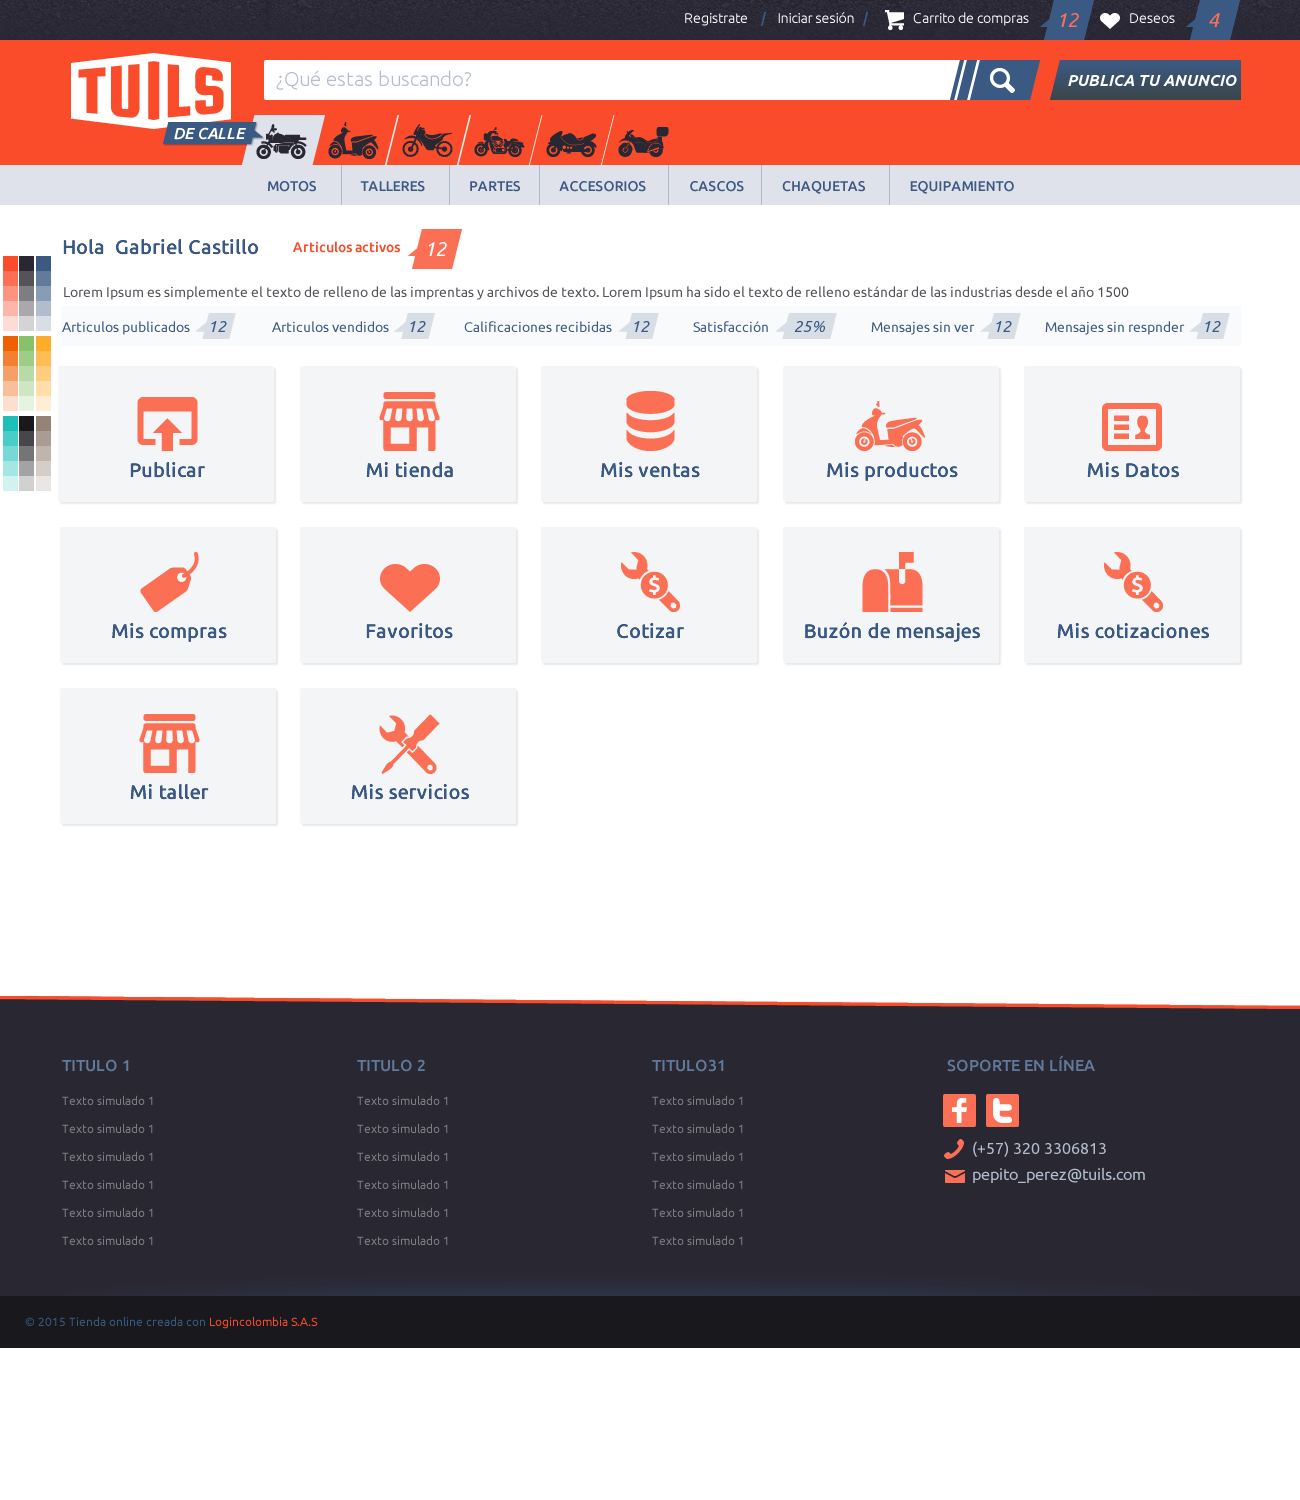 Registrate / Iniciar sesión / Carrito de compras 12 Deseos 4
TUILS
DE CALLE
¿Qué estas buscando?
PUBLICA TU ANUNCIO
MOTOS TALLERES PARTES ACCESORIOS CASCOS CHAQUETAS EQUIPAMIENTO
Hola Gabriel Castillo Articulos activos 12
Lorem Ipsum es simplemente el texto de relleno de las imprentas y archivos de texto. Lorem Ipsum ha sido el texto de relleno estándar de las industrias desde el año 1500
Articulos publicados 12 Articulos vendidos 12 Calificaciones recibidas 12 Satisfacción 25% Mensajes sin ver 12 Mensajes sin respnder 12
Publicar Mi tienda Mis ventas Mis productos Mis Datos
Mis compras Favoritos Cotizar Buzón de mensajes Mis cotizaciones
Mi taller Mis servicios
TITULO 1 TITULO 2 TITULO31 SOPORTE EN LÍNEA
Texto simulado 1 Texto simulado 1 Texto simulado 1
Texto simulado 1 Texto simulado 1 Texto simulado 1
(+57) 320 3306813
Texto simulado 1 Texto simulado 1 Texto simulado 1
pepito_perez@tuils.com
Texto simulado 1 Texto simulado 1 Texto simulado 1
Texto simulado 1 Texto simulado 1 Texto simulado 1
Texto simulado 1 Texto simulado 1 Texto simulado 1
© 2015 Tienda online creada con Logincolombia S.A.S